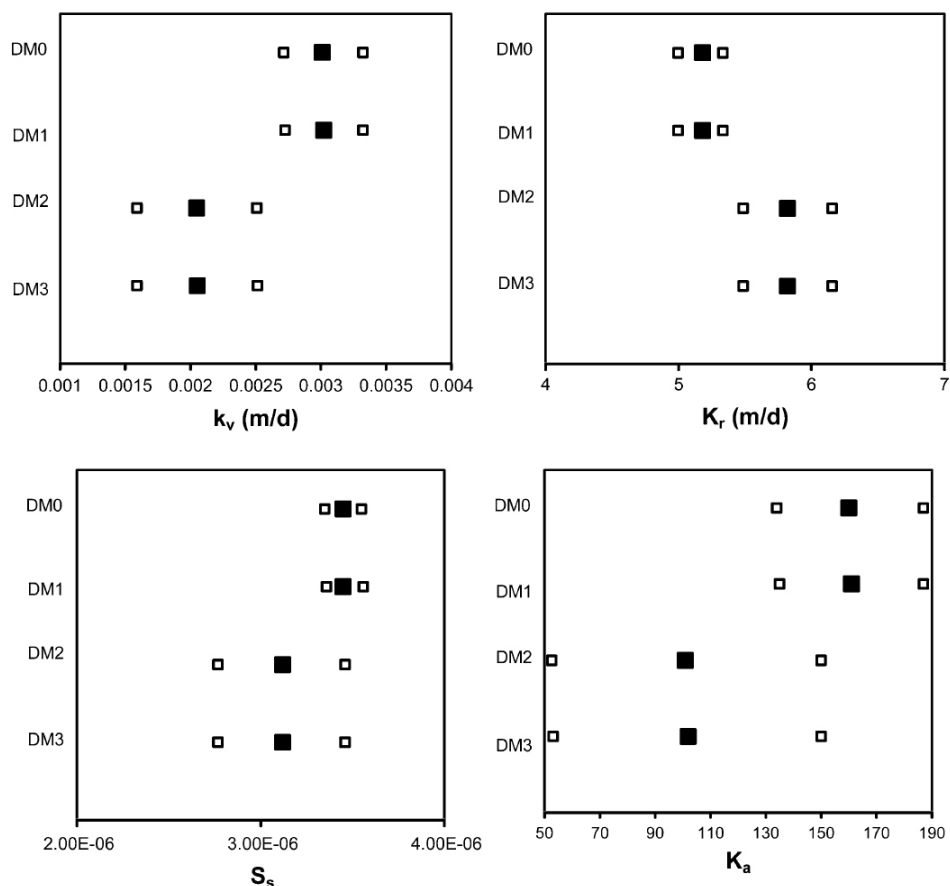 DM0
DM1
DM2
DM3
0.001 0.0015 0.002 0.0025 0.003 0.0035 0.004
kv (m/d)
DM0
DM1
DM2
DM3
4 5 6 7
Kr (m/d)
DM0
DM1
DM2
DM3
2.00E-06 3.00E-06 4.00E-06
Ss
DM0
DM1
DM2
DM3
50 70 90 110 130 150 170 190
Ka